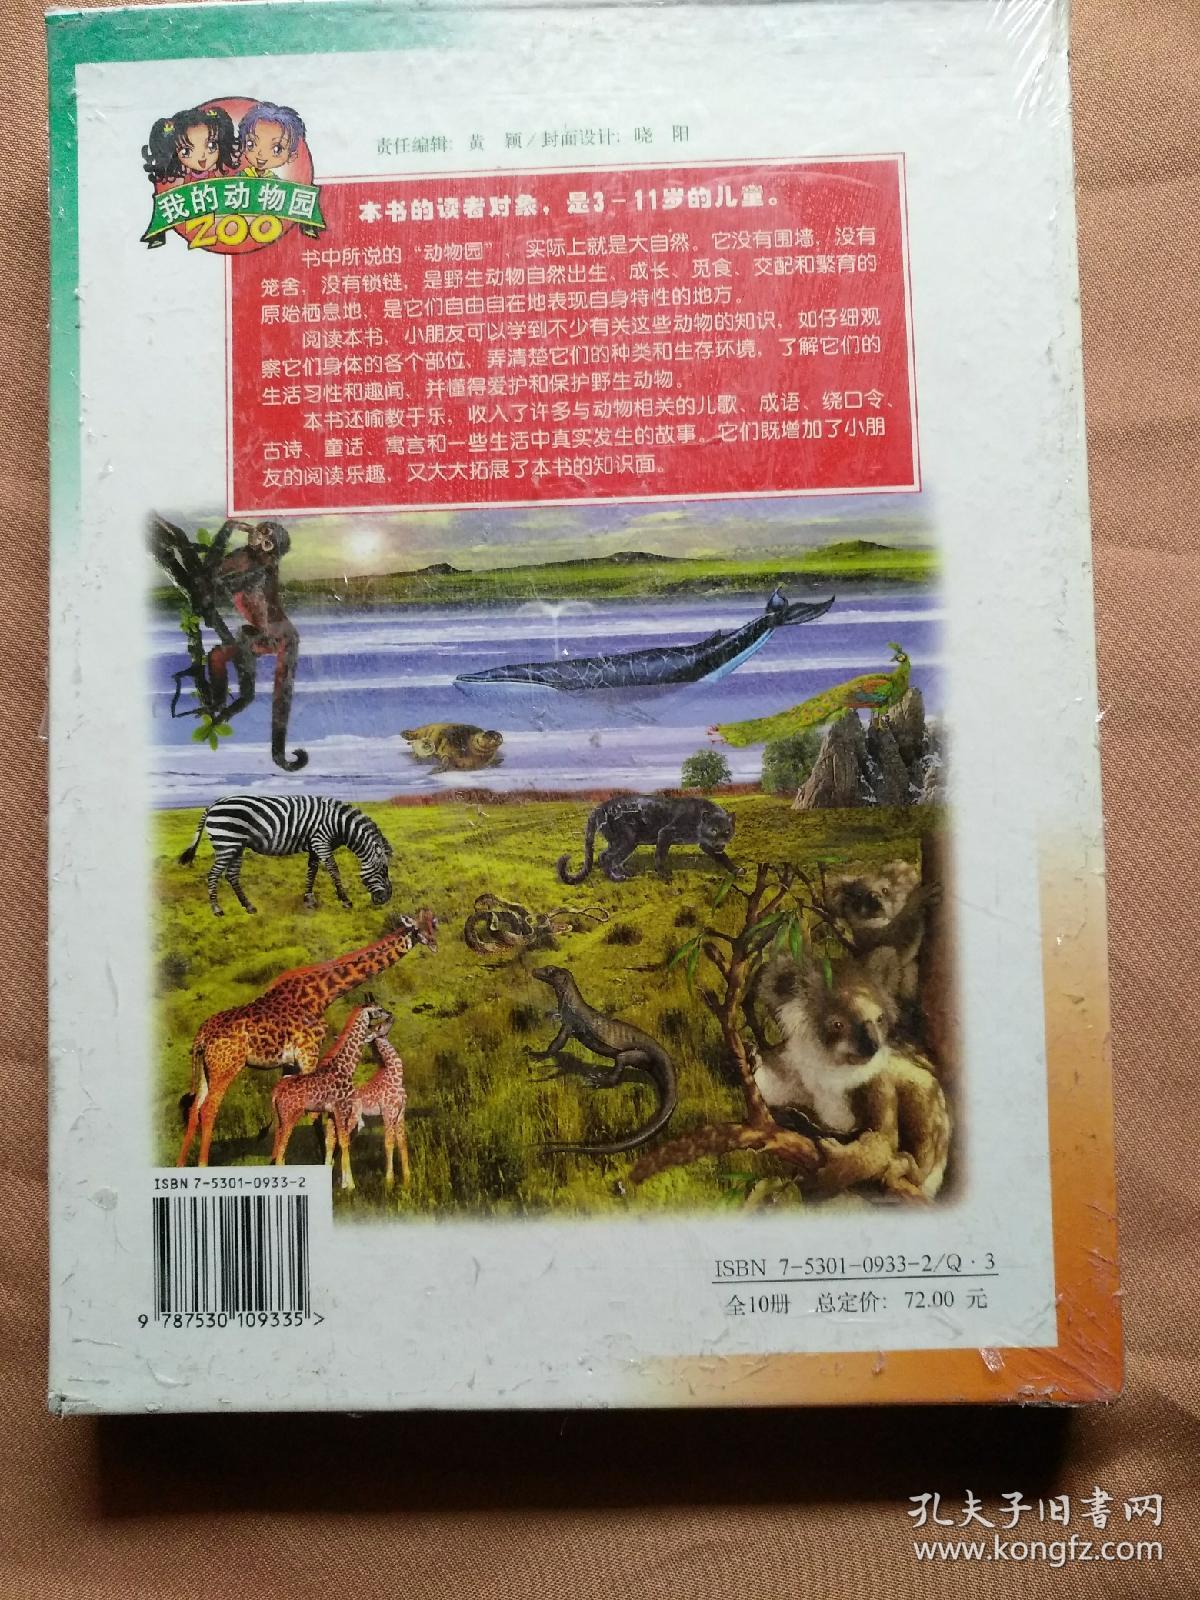 责任编辑：黄 颖/封面设计：晓 阳
我的动物园
ZOO
本书的读者对象，是3－11岁的儿童。
书中所说的“动物园”，实际上就是大自然。它没有围墙，没有
笼舍，没有锁链，是野生动物自然出生、成长、觅食、交配和繁育的
原始栖息地，是它们自由自在地表现自身特性的地方。
阅读本书，小朋友可以学到不少有关这些动物的知识，如仔细观
察它们身体的各个部位，弄清楚它们的种类和生存环境，了解它们的
生活习性和趣闻，并懂得爱护和保护野生动物。
本书还喻教于乐，收入了许多与动物相关的儿歌、成语、绕口令、
古诗、童话、寓言和一些生活中真实发生的故事。它们既增加了小朋
友的阅读乐趣，又大大拓展了本书的知识面。
ISBN 7-5301-0933-2
9 787530 109335>
ISBN 7-5301-0933-2/Q·3
全10册 总定价：72.00 元
孔夫子旧书网
www.kongfz.com